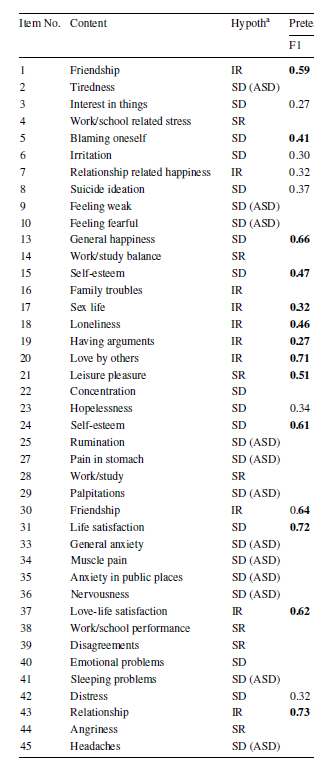 Item No. Content Hypoth^a Prete
F1
1 Friendship IR 0.59
2 Tiredness SD (ASD)
3 Interest in things SD 0.27
4 Work/school related stress SR
5 Blaming oneself SD 0.41
6 Irritation SD 0.30
7 Relationship related happiness IR 0.32
8 Suicide ideation SD 0.37
9 Feeling weak SD (ASD)
10 Feeling fearful SD (ASD)
13 General happiness SD 0.66
14 Work/study balance SR
15 Self-esteem SD 0.47
16 Family troubles IR
17 Sex life IR 0.32
18 Loneliness IR 0.46
19 Having arguments IR 0.27
20 Love by others IR 0.71
21 Leisure pleasure SR 0.51
22 Concentration SD
23 Hopelessness SD 0.34
24 Self-esteem SD 0.61
25 Rumination SD (ASD)
27 Pain in stomach SD (ASD)
28 Work/study SR
29 Palpitations SD (ASD)
30 Friendship IR 0.64
31 Life satisfaction SD 0.72
33 General anxiety SD (ASD)
34 Muscle pain SD (ASD)
35 Anxiety in public places SD (ASD)
36 Nervousness SD (ASD)
37 Love-life satisfaction IR 0.62
38 Work/school performance SR
39 Disagreements SR
40 Emotional problems SD
41 Sleeping problems SD (ASD)
42 Distress SD 0.32
43 Relationship IR 0.73
44 Angriness SR
45 Headaches SD (ASD)